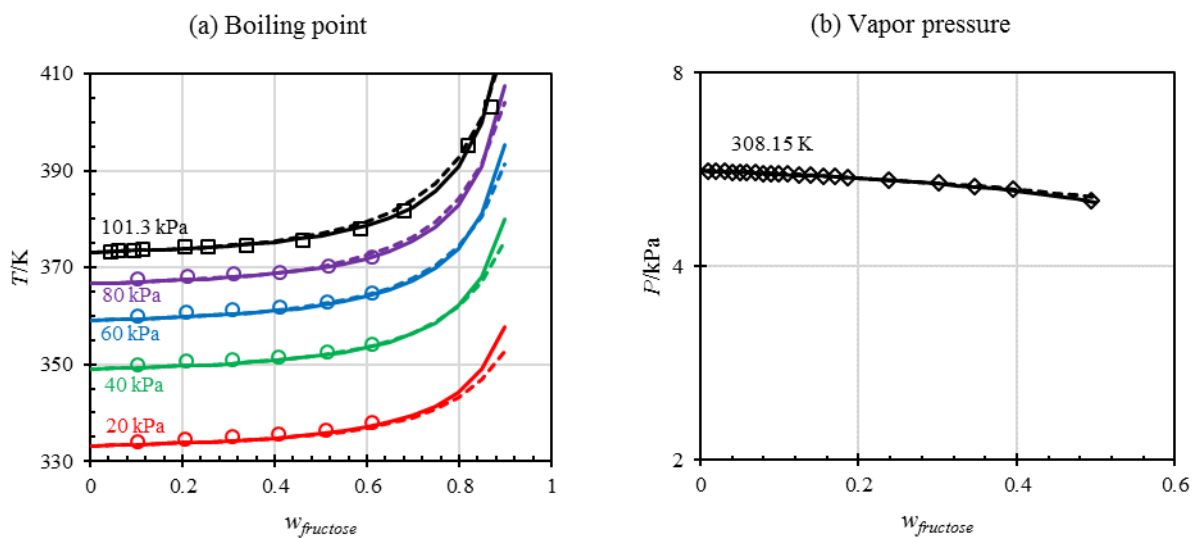 (a) Boiling point
410
390
370
350
330
T/K
101.3 kPa
80 kPa
60 kPa
40 kPa
20 kPa
0
0.2
0.4
0.6
0.8
1
w_fructose
(b) Vapor pressure
8
4
2
P/kPa
308.15 K
0
0.2
0.4
0.6
w_fructose